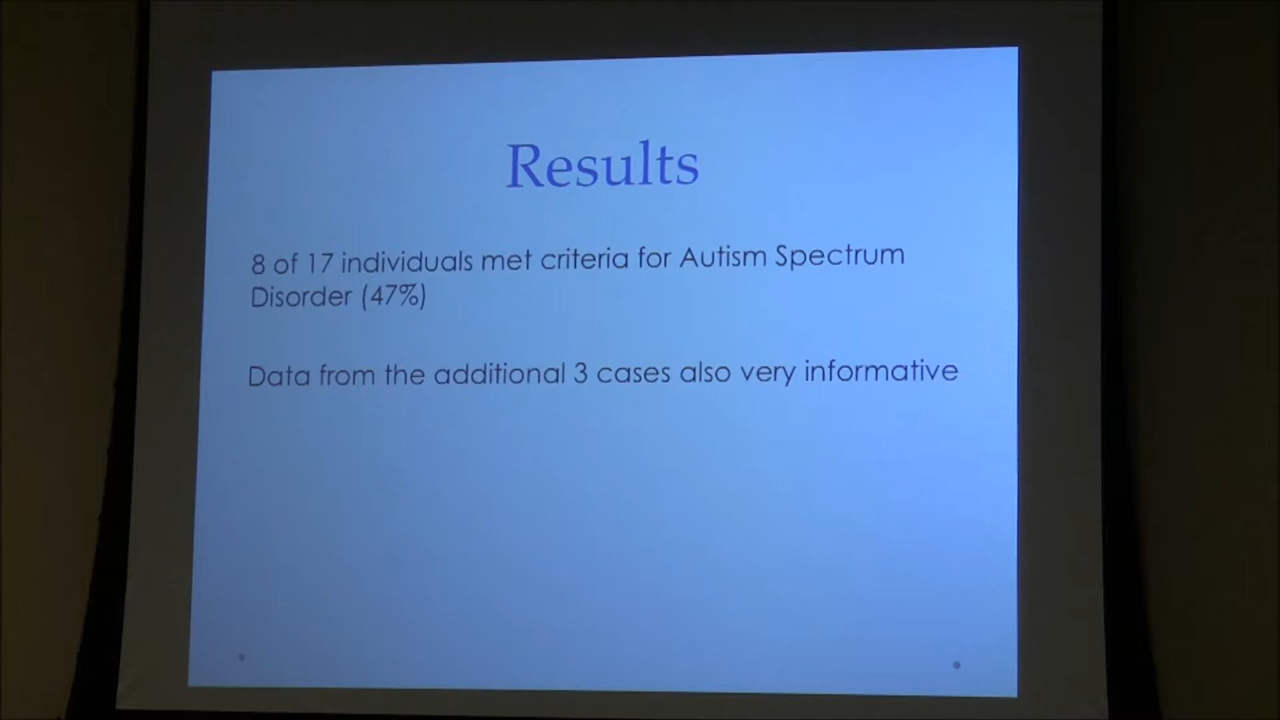 Results
8 of 17 individuals met criteria for Autism Spectrum
Disorder (47%)
Data from the additional 3 cases also very informative